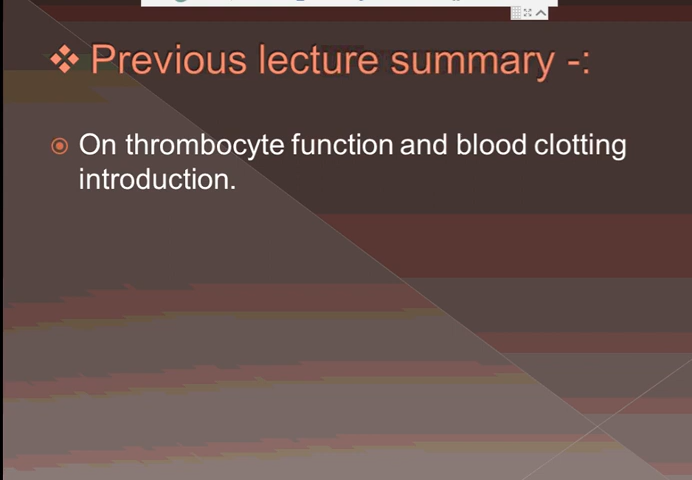 Previous lecture summary -:
On thrombocyte function and blood clotting
introduction.